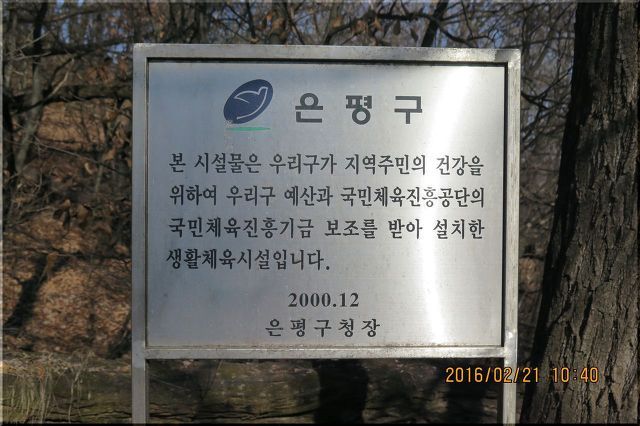 은평구
본 시설물은 우리구가 지역주민의 건강을
위하여 우리구 예산과 국민체육진흥공단의
국민체육진흥기금 보조를 받아 설치한
생활체육시설입니다.
2000.12
은평구청장
2016/02/21 10:40